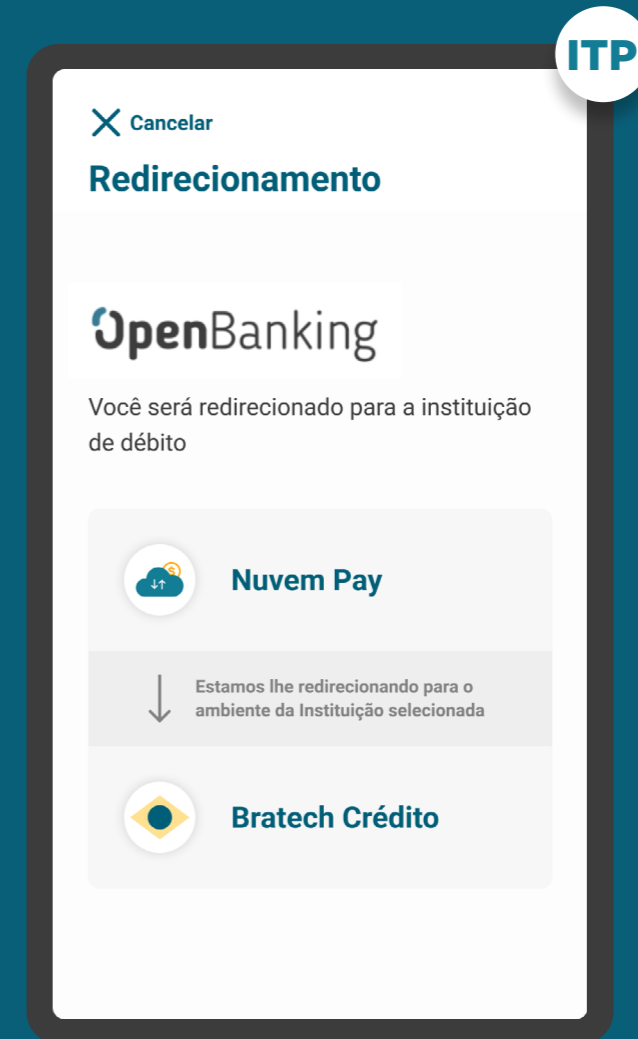 ITP
Cancelar
Redirecionamento
OpenBanking
Você será redirecionado para a instituição
de débito
$
Nuvem Pay
Estamos lhe redirecionando para o
ambiente da Instituição selecionada
Bratech Crédito